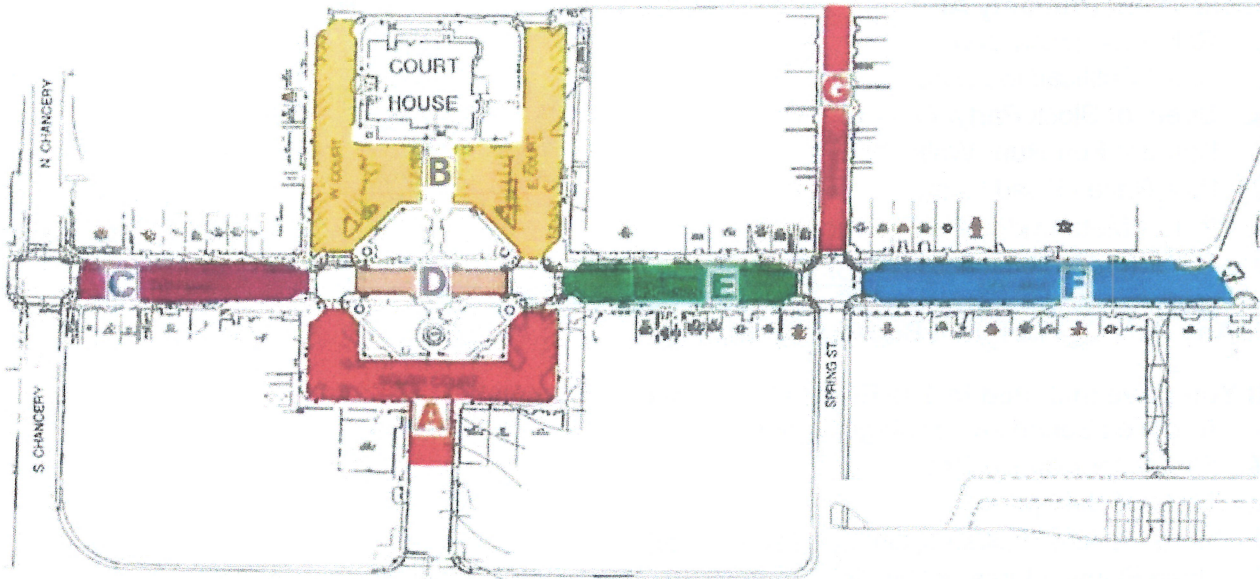 COURT
HOUSE
N CHANCERY
W COURT
E COURT
B
G
C
D
E
F
A
S CHANCERY
SPRING ST.